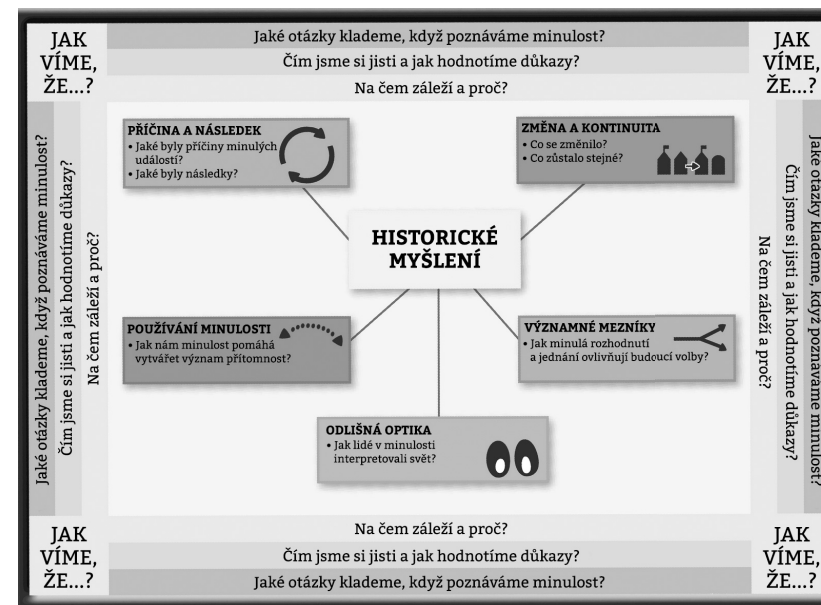 JAK
VÍME,
ŽE...?
Jaké otázky klademe, když poznáváme minulost?
Čím jsme si jisti a jak hodnotíme důkazy?
Na čem záleží a proč?
JAK
VÍME,
ŽE...?
Jaké otázky klademe, když poznáváme minulost?
Čím jsme si jisti a jak hodnotíme důkazy?
Na čem záleží a proč?
PŘÍČINA A NÁSLEDEK
• Jaké byly příčiny minulých
událostí?
• Jaké byly následky?
ZMĚNA A KONTINUITA
• Co se změnilo?
• Co zůstalo stejné?
HISTORICKÉ
MYŠLENÍ
POUŽÍVÁNÍ MINULOSTI
• Jak nám minulost pomáhá
vytvářet význam přítomnost?
VÝZNAMNÉ MEZNÍKY
• Jak minulá rozhodnutí
a jednání ovlivňují budoucí volby?
ODLIŠNÁ OPTIKA
• Jak lidé v minulosti
interpretovali svět?
Na čem záleží a proč?
Čím jsme si jisti a jak hodnotíme důkazy?
Jaké otázky klademe, když poznáváme minulost?
JAK
VÍME,
ŽE...?
Na čem záleží a proč?
Čím jsme si jisti a jak hodnotíme důkazy?
Jaké otázky klademe, když poznáváme minulost?
JAK
VÍME,
ŽE...?